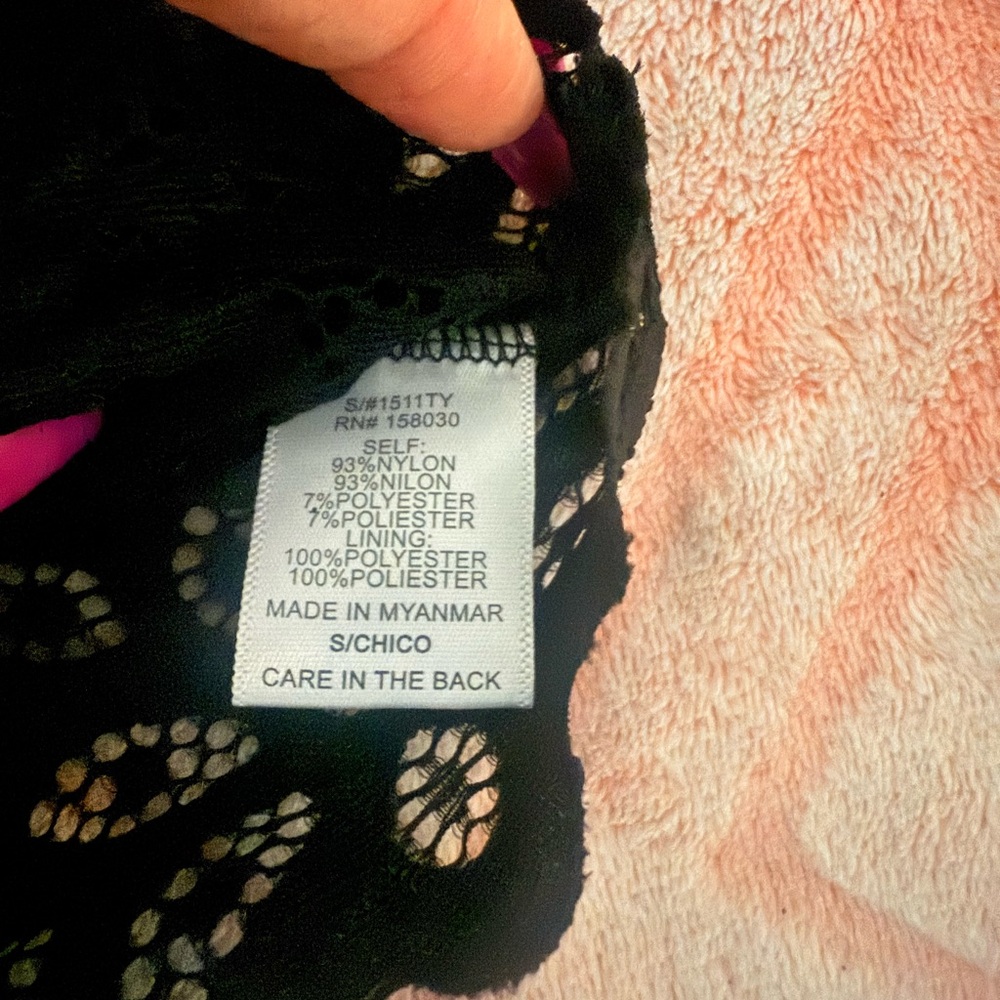 S/#1511TY
RN# 158030
SELF:
93%NYLON
93%NILON
7%POLYESTER
7%POLIESTER
LINING:
100%POLYESTER
100%POLIESTER
MADE IN MYANMAR
S/CHICO
CARE IN THE BACK